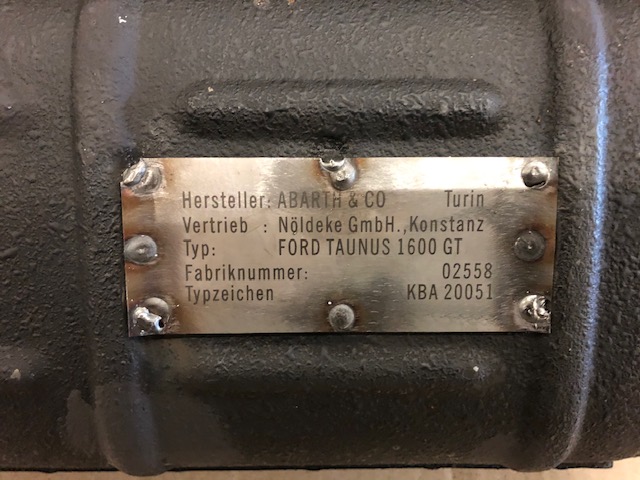 Hersteller: ABARTH & CO Turin
Vertrieb : Nöldeke GmbH.,Konstanz
Typ: FORD TAUNUS 1600 GT
Fabriknummer: 02558
Typzeichen KBA 20051